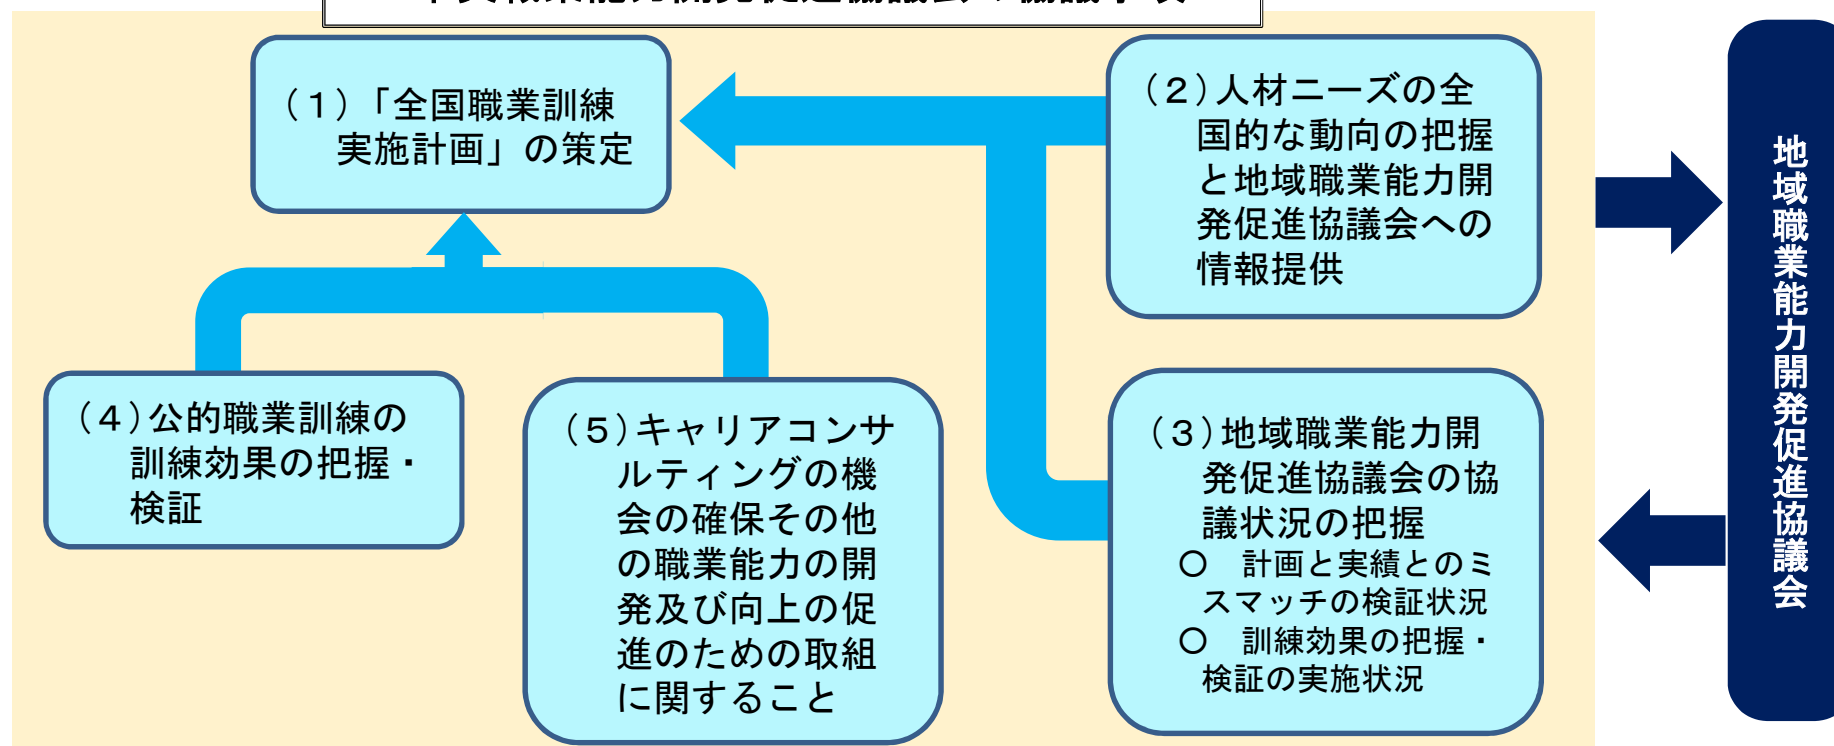 （１）「全国職業訓練
実施計画」の策定
（２）人材ニーズの全
国的な動向の把握
と地域職業能力開
発促進協議会への
情報提供
（３）地域職業能力開
発促進協議会の協
議状況の把握
○　計画と実績とのミ
スマッチの検証状況
○　訓練効果の把握・
検証の実施状況
（４）公的職業訓練の
訓練効果の把握・
検証
（５）キャリアコンサ
ルティングの機
会の確保その他
の職業能力の開
発及び向上の促
進のための取組
に関すること
地域職業能力開発促進協議会